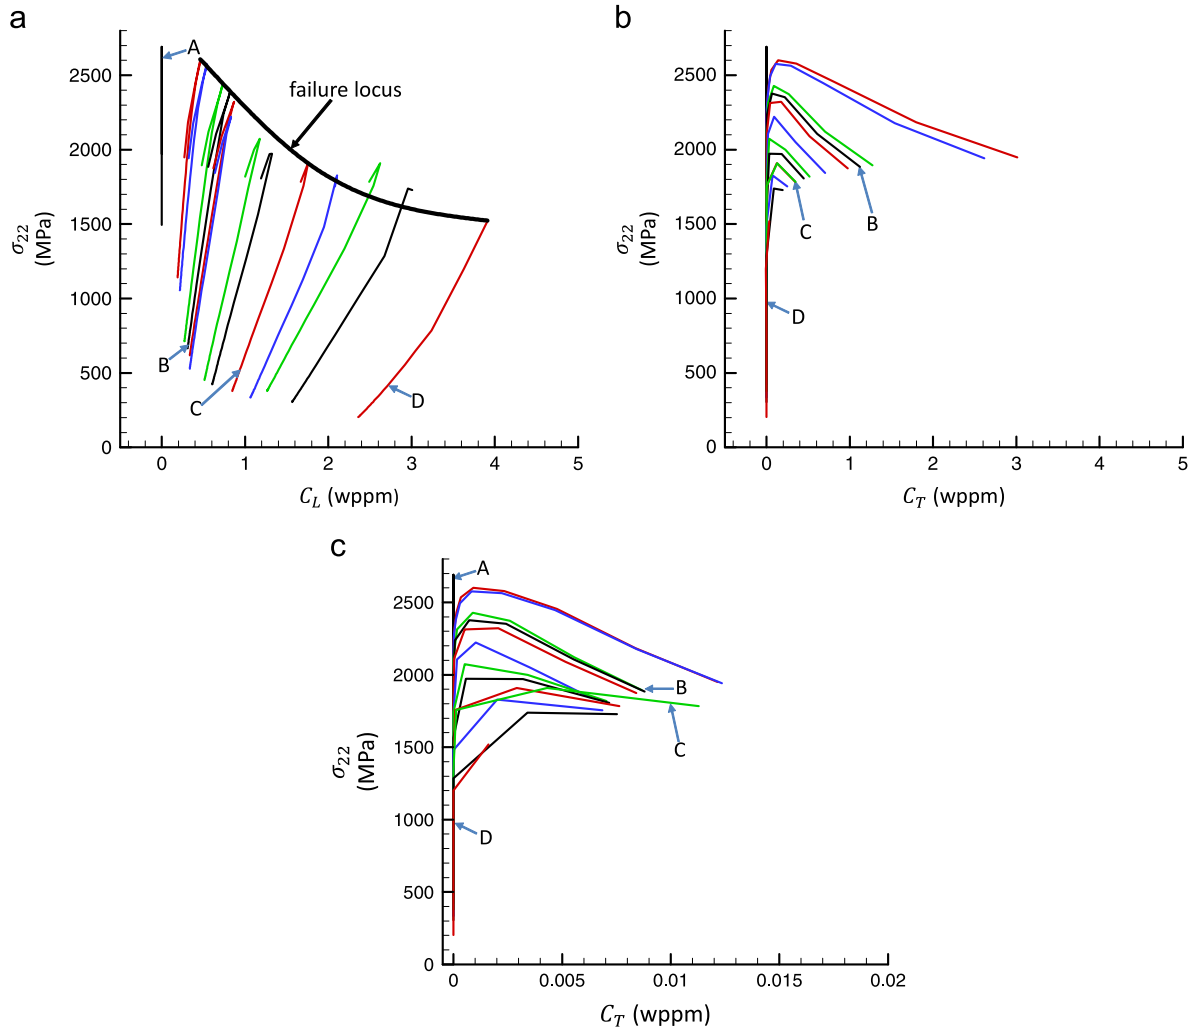 a
A
2500
failure locus
2000
1500
σ22
(MPa)
1000
B
500
C
D
0
0 1 2 3 4 5
CL (wppm)
b
2500
2000
B
C
1500
σ22
(MPa)
1000
D
500
0
0 1 2 3 4 5
CT (wppm)
c
A
2500
2000
B
C
1500
σ22
(MPa)
1000
D
500
0
0 0.005 0.01 0.015 0.02
CT (wppm)